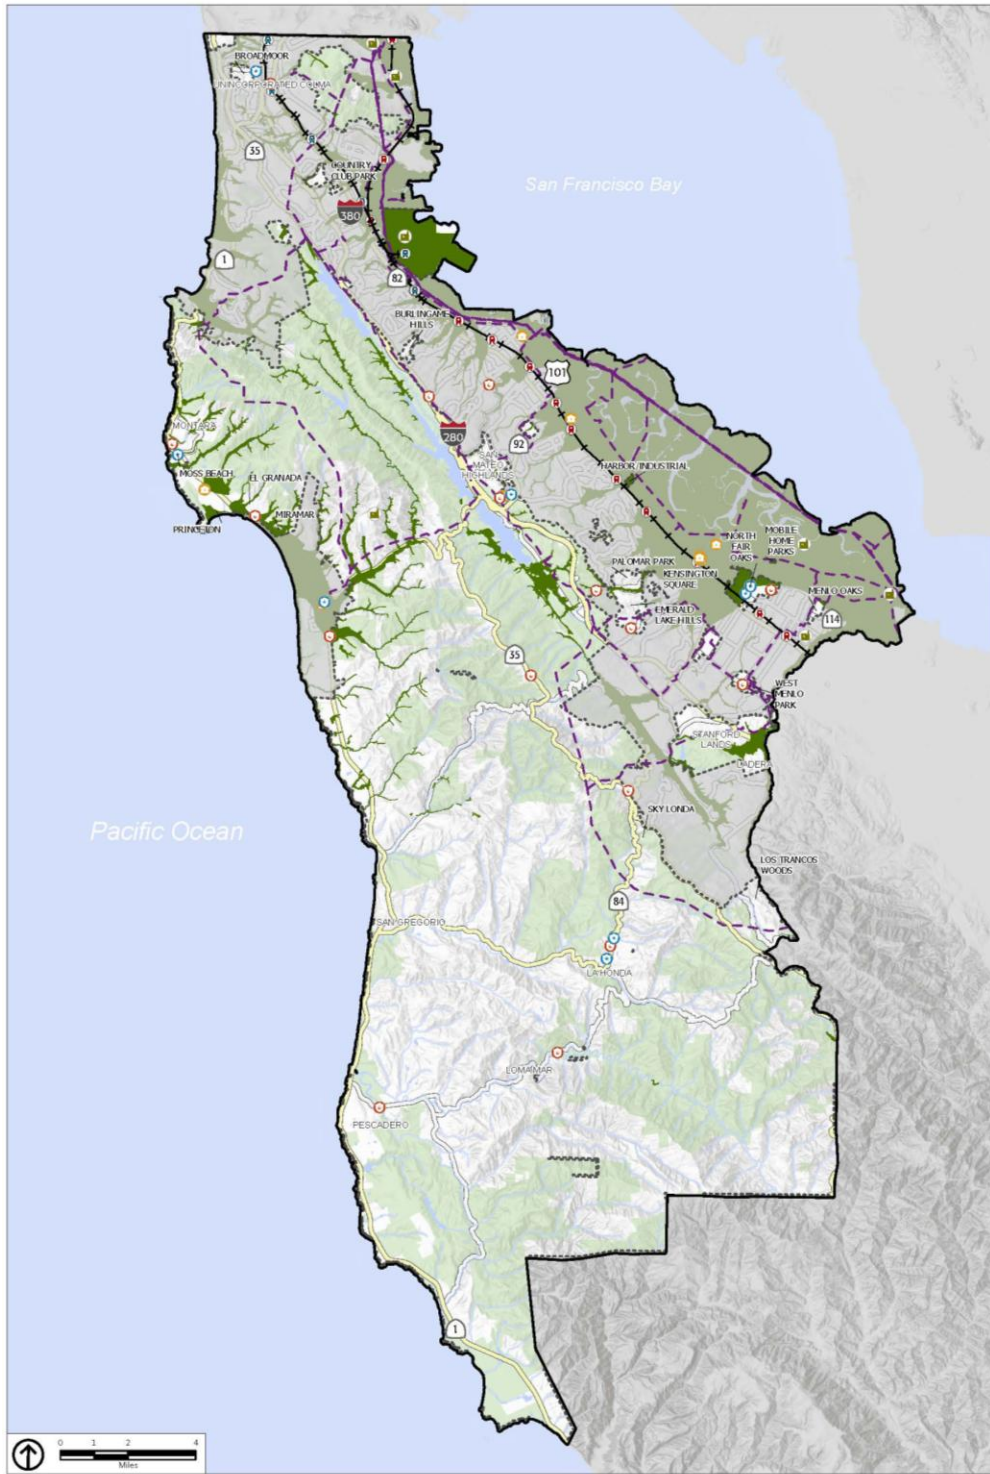 BROADMOOR
UNINCORPORATED COLMA
35
COUNTRY
CLUB PARK
San Francisco Bay
380
1
82
BURLINGAME
HILLS
101
MONTARA
280
92
SAN
MATEO
HIGHLANDS
HARBOR/INDUSTRIAL
MOSS BEACH
EL GRANADA
MIRAMAR
PRINCETON
NORTH
FAIR
OAKS
MOBILE
HOME
PARKS
PALOMAR PARK
KENSINGTON
SQUARE
MENLO OAKS
EMERALD
LAKE HILLS
114
35
WEST
MENLO
PARK
STANFORD
LANDS
LADERA
SKY LONDA
Pacific Ocean
LOS TRANCOS
WOODS
84
SAN GREGORIO
LA HONDA
LOMA MAR
PESCADERO
1
0 1 2 4
Miles